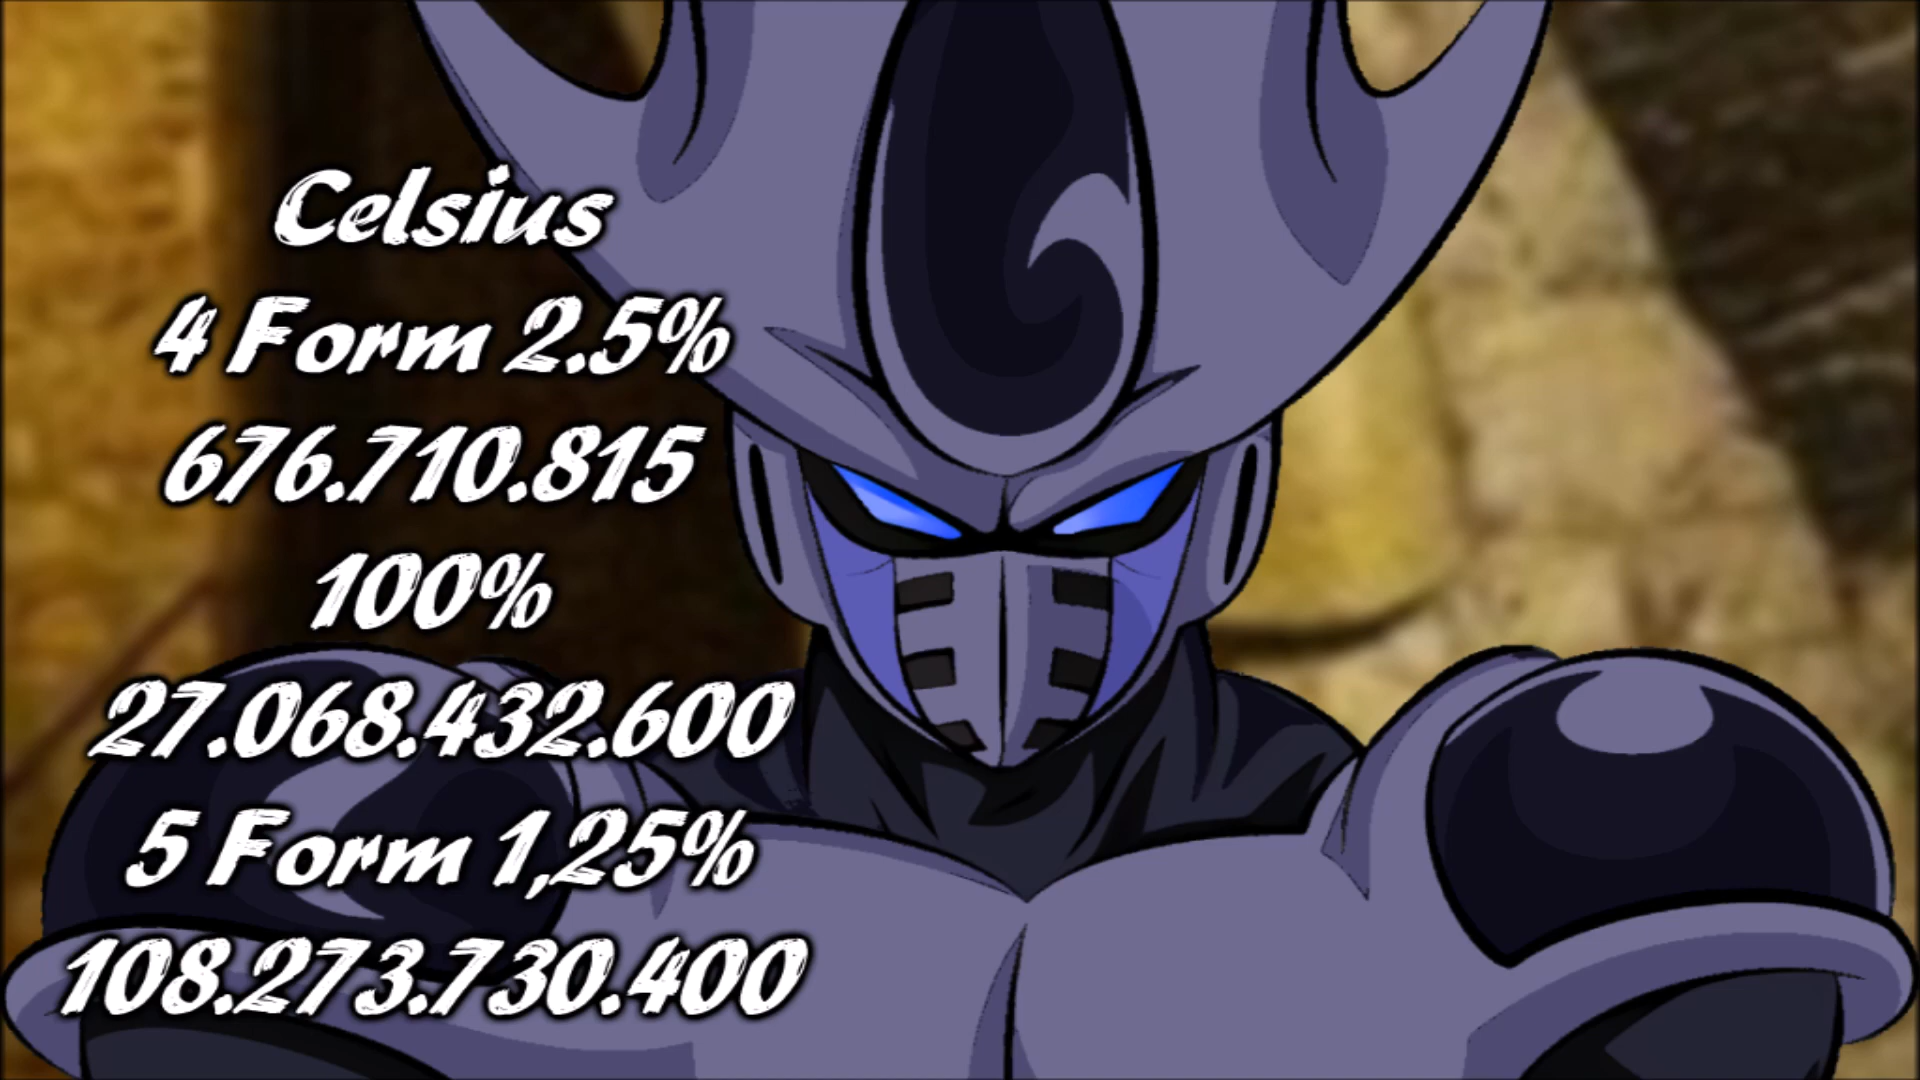 Celsius
4 Form 2.5%
676.710.815
100%
27.068.432.600
5 Form 1,25%
108.273.730.400